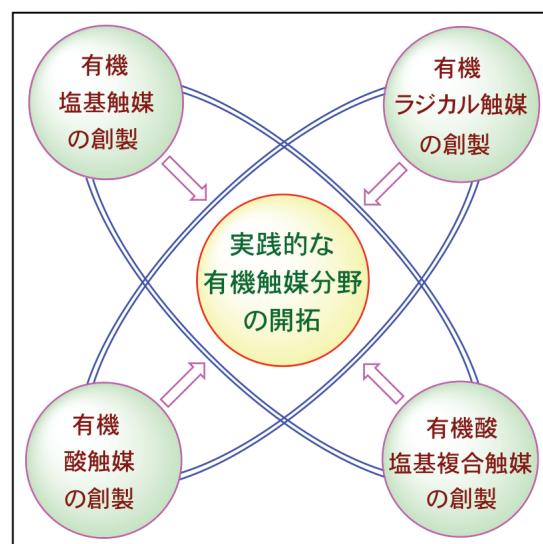 有機
塩基触媒
の創製
有機
ラジカル触媒
の創製
実践的な
有機触媒分野
の開拓
有機
酸触媒
の創製
有機酸
塩基複合触媒
の創製